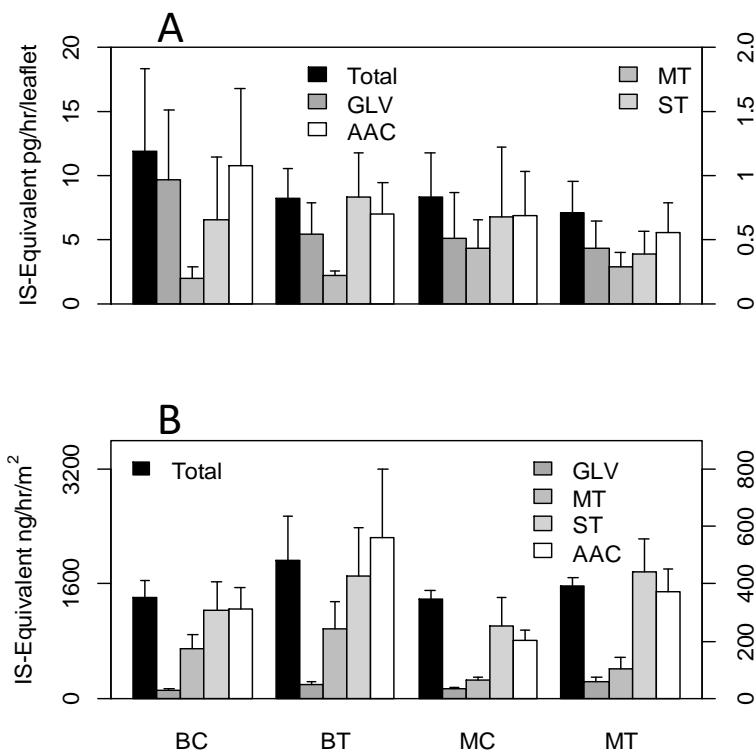 A
20
15
10
5
0
IS-Equivalent pg/hr/leaflet
Total
GLV
AAC
MT
ST
2.0
1.5
1
0.5
0
B
3200
1600
0
IS-Equivalent ng/hr/m²
Total
GLV
MT
ST
AAC
800
600
400
200
0
BC BT MC MT